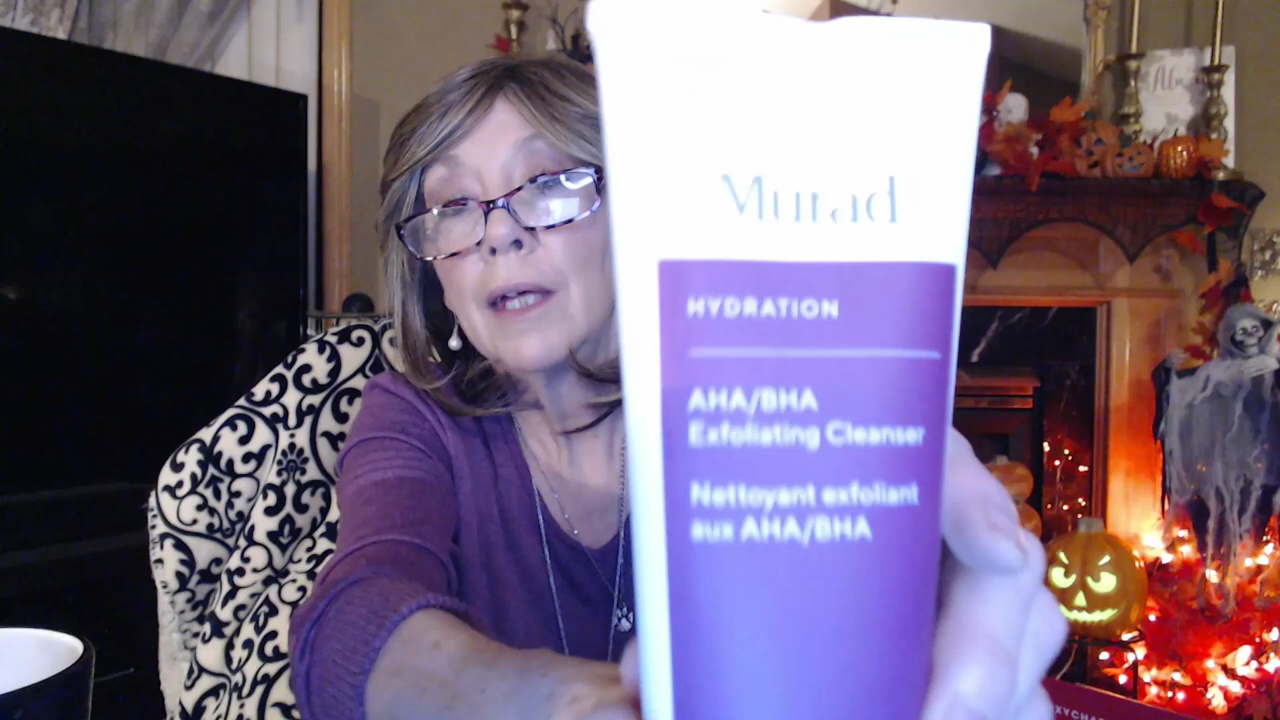 Murad
HYDRATION
AHA/BHA
Exfoliating Cleanser
Nettoyant exfoliant
aux AHA/BHA